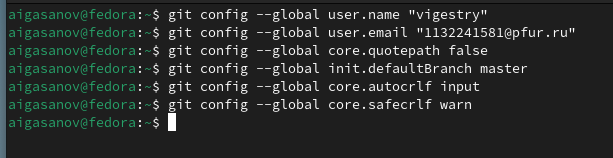 aigasanov@fedora:~$ git config --global user.name "vigestry"
aigasanov@fedora:~$ git config --global user.email "1132241581@pfur.ru"
aigasanov@fedora:~$ git config --global core.quotepath false
aigasanov@fedora:~$ git config --global init.defaultBranch master
aigasanov@fedora:~$ git config --global core.autocrlf input
aigasanov@fedora:~$ git config --global core.safecrlf warn
aigasanov@fedora:~$